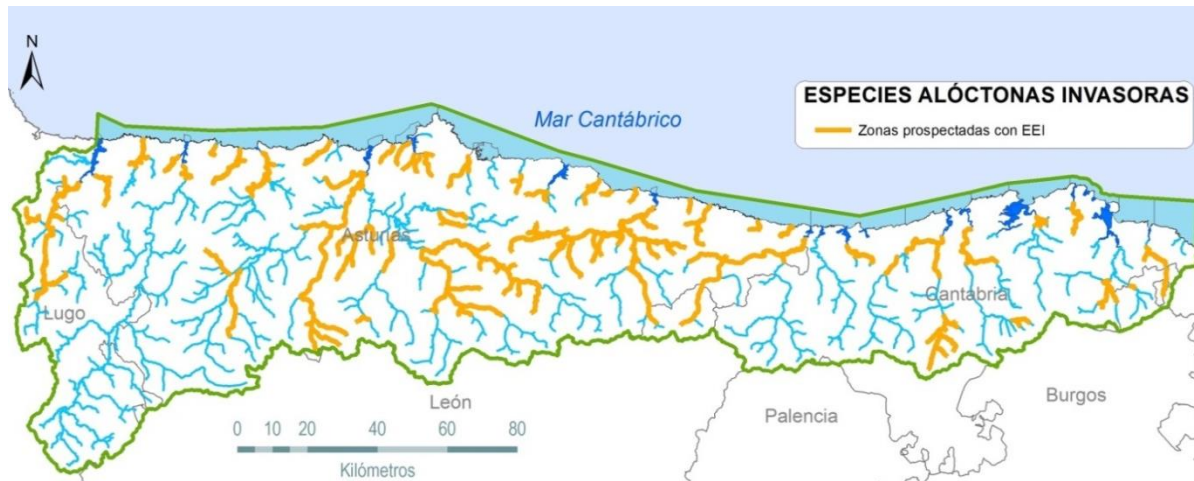 N
ESPECIES ALÓCTONAS INVASORAS
Mar Cantábrico
Zonas prospectadas con EEI
Asturias
Lugo
Cantabria
León
Palencia
Burgos
0 10 20 40 60 80
Kilómetros